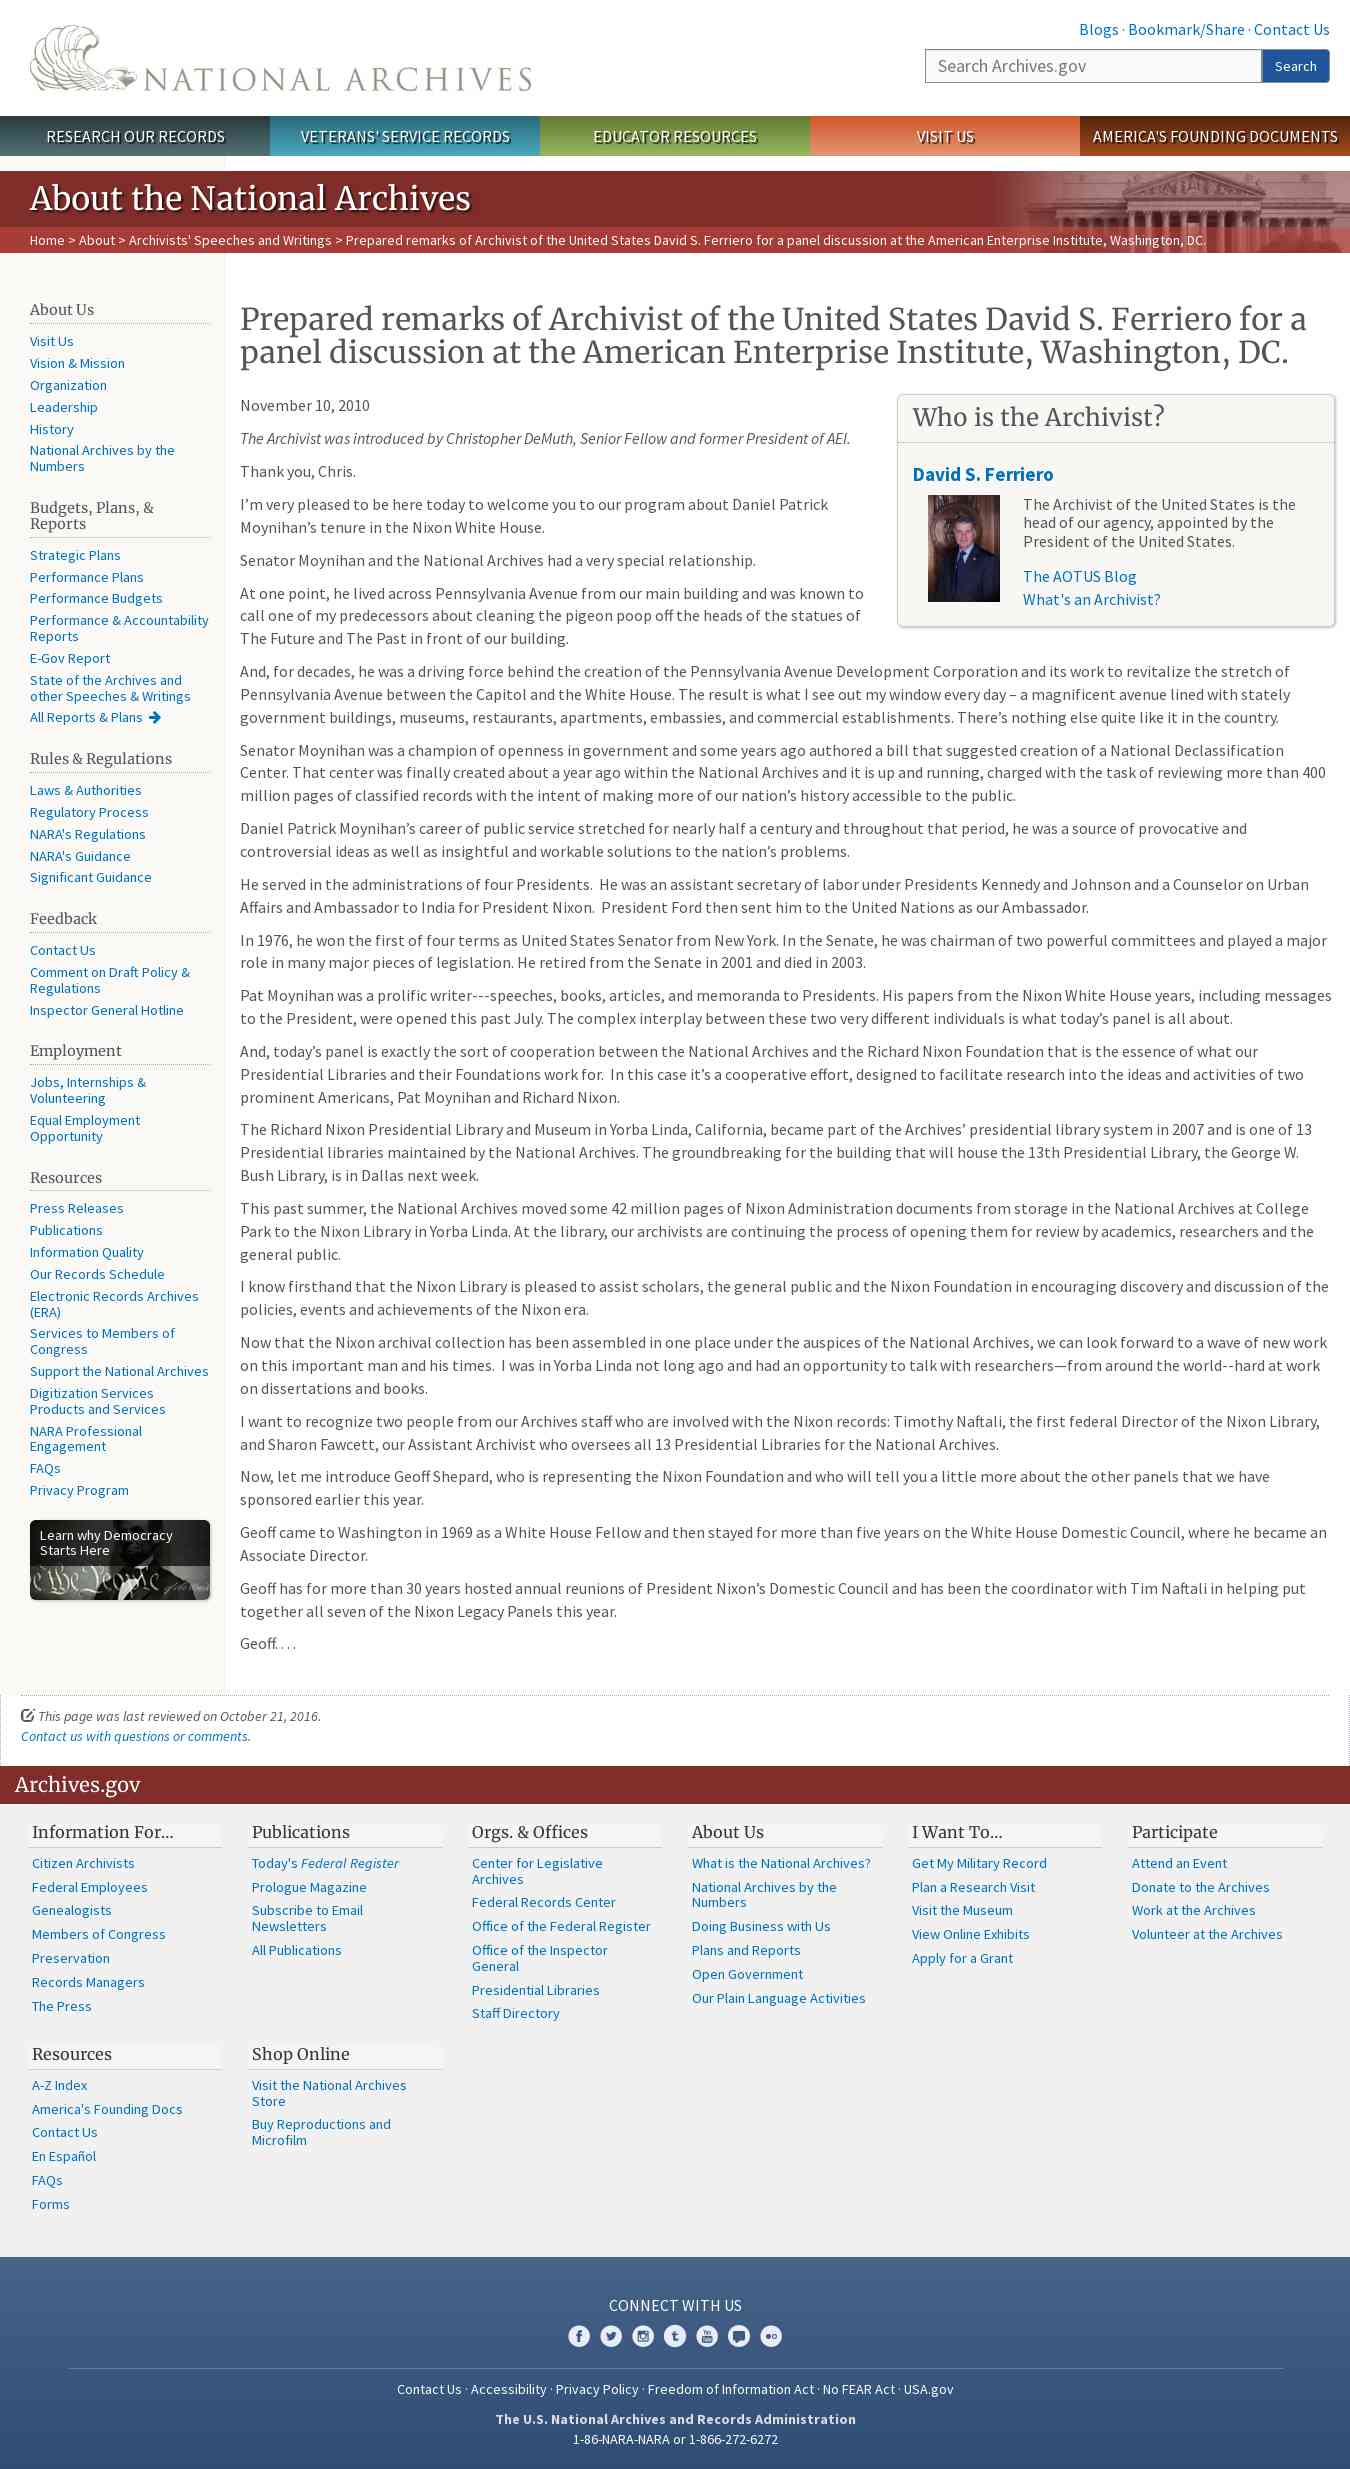 Blogs · Bookmark/Share · Contact Us
NATIONAL ARCHIVES
Search Archives.gov
Search
RESEARCH OUR RECORDS
VETERANS' SERVICE RECORDS
EDUCATOR RESOURCES
VISIT US
AMERICA'S FOUNDING DOCUMENTS
About the National Archives
Home > About > Archivists' Speeches and Writings > Prepared remarks of Archivist of the United States David S. Ferriero for a panel discussion at the American Enterprise Institute, Washington, DC.
About Us
Visit Us
Vision & Mission
Organization
Leadership
History
National Archives by the
Numbers
Budgets, Plans, &
Reports
Strategic Plans
Performance Plans
Performance Budgets
Performance & Accountability
Reports
E-Gov Report
State of the Archives and
other Speeches & Writings
All Reports & Plans
Rules & Regulations
Laws & Authorities
Regulatory Process
NARA's Regulations
NARA's Guidance
Significant Guidance
Feedback
Contact Us
Comment on Draft Policy &
Regulations
Inspector General Hotline
Employment
Jobs, Internships &
Volunteering
Equal Employment
Opportunity
Resources
Press Releases
Publications
Information Quality
Our Records Schedule
Electronic Records Archives
(ERA)
Services to Members of
Congress
Support the National Archives
Digitization Services
Products and Services
NARA Professional
Engagement
FAQs
Privacy Program
Learn why Democracy
Starts Here
Prepared remarks of Archivist of the United States David S. Ferriero for a
panel discussion at the American Enterprise Institute, Washington, DC.
November 10, 2010
The Archivist was introduced by Christopher DeMuth, Senior Fellow and former President of AEI.
Thank you, Chris.
I’m very pleased to be here today to welcome you to our program about Daniel Patrick
Moynihan’s tenure in the Nixon White House.
Senator Moynihan and the National Archives had a very special relationship.
At one point, he lived across Pennsylvania Avenue from our main building and was known to
call one of my predecessors about cleaning the pigeon poop off the heads of the statues of
The Future and The Past in front of our building.
Who is the Archivist?
David S. Ferriero
The Archivist of the United States is the
head of our agency, appointed by the
President of the United States.
The AOTUS Blog
What's an Archivist?
And, for decades, he was a driving force behind the creation of the Pennsylvania Avenue Development Corporation and its work to revitalize the stretch of
Pennsylvania Avenue between the Capitol and the White House. The result is what I see out my window every day – a magnificent avenue lined with stately
government buildings, museums, restaurants, apartments, embassies, and commercial establishments. There’s nothing else quite like it in the country.
Senator Moynihan was a champion of openness in government and some years ago authored a bill that suggested creation of a National Declassification
Center. That center was finally created about a year ago within the National Archives and it is up and running, charged with the task of reviewing more than 400
million pages of classified records with the intent of making more of our nation’s history accessible to the public.
Daniel Patrick Moynihan’s career of public service stretched for nearly half a century and throughout that period, he was a source of provocative and
controversial ideas as well as insightful and workable solutions to the nation’s problems.
He served in the administrations of four Presidents.  He was an assistant secretary of labor under Presidents Kennedy and Johnson and a Counselor on Urban
Affairs and Ambassador to India for President Nixon.  President Ford then sent him to the United Nations as our Ambassador.
In 1976, he won the first of four terms as United States Senator from New York. In the Senate, he was chairman of two powerful committees and played a major
role in many major pieces of legislation. He retired from the Senate in 2001 and died in 2003.
Pat Moynihan was a prolific writer---speeches, books, articles, and memoranda to Presidents. His papers from the Nixon White House years, including messages
to the President, were opened this past July. The complex interplay between these two very different individuals is what today’s panel is all about.
And, today’s panel is exactly the sort of cooperation between the National Archives and the Richard Nixon Foundation that is the essence of what our
Presidential Libraries and their Foundations work for.  In this case it’s a cooperative effort, designed to facilitate research into the ideas and activities of two
prominent Americans, Pat Moynihan and Richard Nixon.
The Richard Nixon Presidential Library and Museum in Yorba Linda, California, became part of the Archives’ presidential library system in 2007 and is one of 13
Presidential libraries maintained by the National Archives. The groundbreaking for the building that will house the 13th Presidential Library, the George W.
Bush Library, is in Dallas next week.
This past summer, the National Archives moved some 42 million pages of Nixon Administration documents from storage in the National Archives at College
Park to the Nixon Library in Yorba Linda. At the library, our archivists are continuing the process of opening them for review by academics, researchers and the
general public.
I know firsthand that the Nixon Library is pleased to assist scholars, the general public and the Nixon Foundation in encouraging discovery and discussion of the
policies, events and achievements of the Nixon era.
Now that the Nixon archival collection has been assembled in one place under the auspices of the National Archives, we can look forward to a wave of new work
on this important man and his times.  I was in Yorba Linda not long ago and had an opportunity to talk with researchers—from around the world--hard at work
on dissertations and books.
I want to recognize two people from our Archives staff who are involved with the Nixon records: Timothy Naftali, the first federal Director of the Nixon Library,
and Sharon Fawcett, our Assistant Archivist who oversees all 13 Presidential Libraries for the National Archives.
Now, let me introduce Geoff Shepard, who is representing the Nixon Foundation and who will tell you a little more about the other panels that we have
sponsored earlier this year.
Geoff came to Washington in 1969 as a White House Fellow and then stayed for more than five years on the White House Domestic Council, where he became an
Associate Director.
Geoff has for more than 30 years hosted annual reunions of President Nixon’s Domestic Council and has been the coordinator with Tim Naftali in helping put
together all seven of the Nixon Legacy Panels this year.
Geoff. . . .
This page was last reviewed on October 21, 2016.
Contact us with questions or comments.
Archives.gov
Information For…
Citizen Archivists
Federal Employees
Genealogists
Members of Congress
Preservation
Records Managers
The Press
Publications
Today's Federal Register
Prologue Magazine
Subscribe to Email
Newsletters
All Publications
Orgs. & Offices
Center for Legislative
Archives
Federal Records Center
Office of the Federal Register
Office of the Inspector
General
Presidential Libraries
Staff Directory
About Us
What is the National Archives?
National Archives by the
Numbers
Doing Business with Us
Plans and Reports
Open Government
Our Plain Language Activities
I Want To…
Get My Military Record
Plan a Research Visit
Visit the Museum
View Online Exhibits
Apply for a Grant
Participate
Attend an Event
Donate to the Archives
Work at the Archives
Volunteer at the Archives
Resources
A-Z Index
America's Founding Docs
Contact Us
En Español
FAQs
Forms
Shop Online
Visit the National Archives
Store
Buy Reproductions and
Microfilm
CONNECT WITH US
Contact Us · Accessibility · Privacy Policy · Freedom of Information Act · No FEAR Act · USA.gov
The U.S. National Archives and Records Administration
1-86-NARA-NARA or 1-866-272-6272